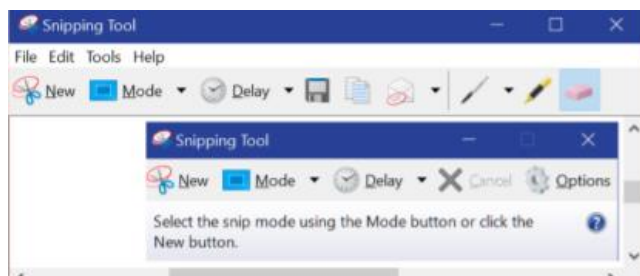 Snipping Tool
File Edit Tools Help
New Mode Delay
Snipping Tool
New Mode Delay Cancel Options
Select the snip mode using the Mode button or click the
New button.